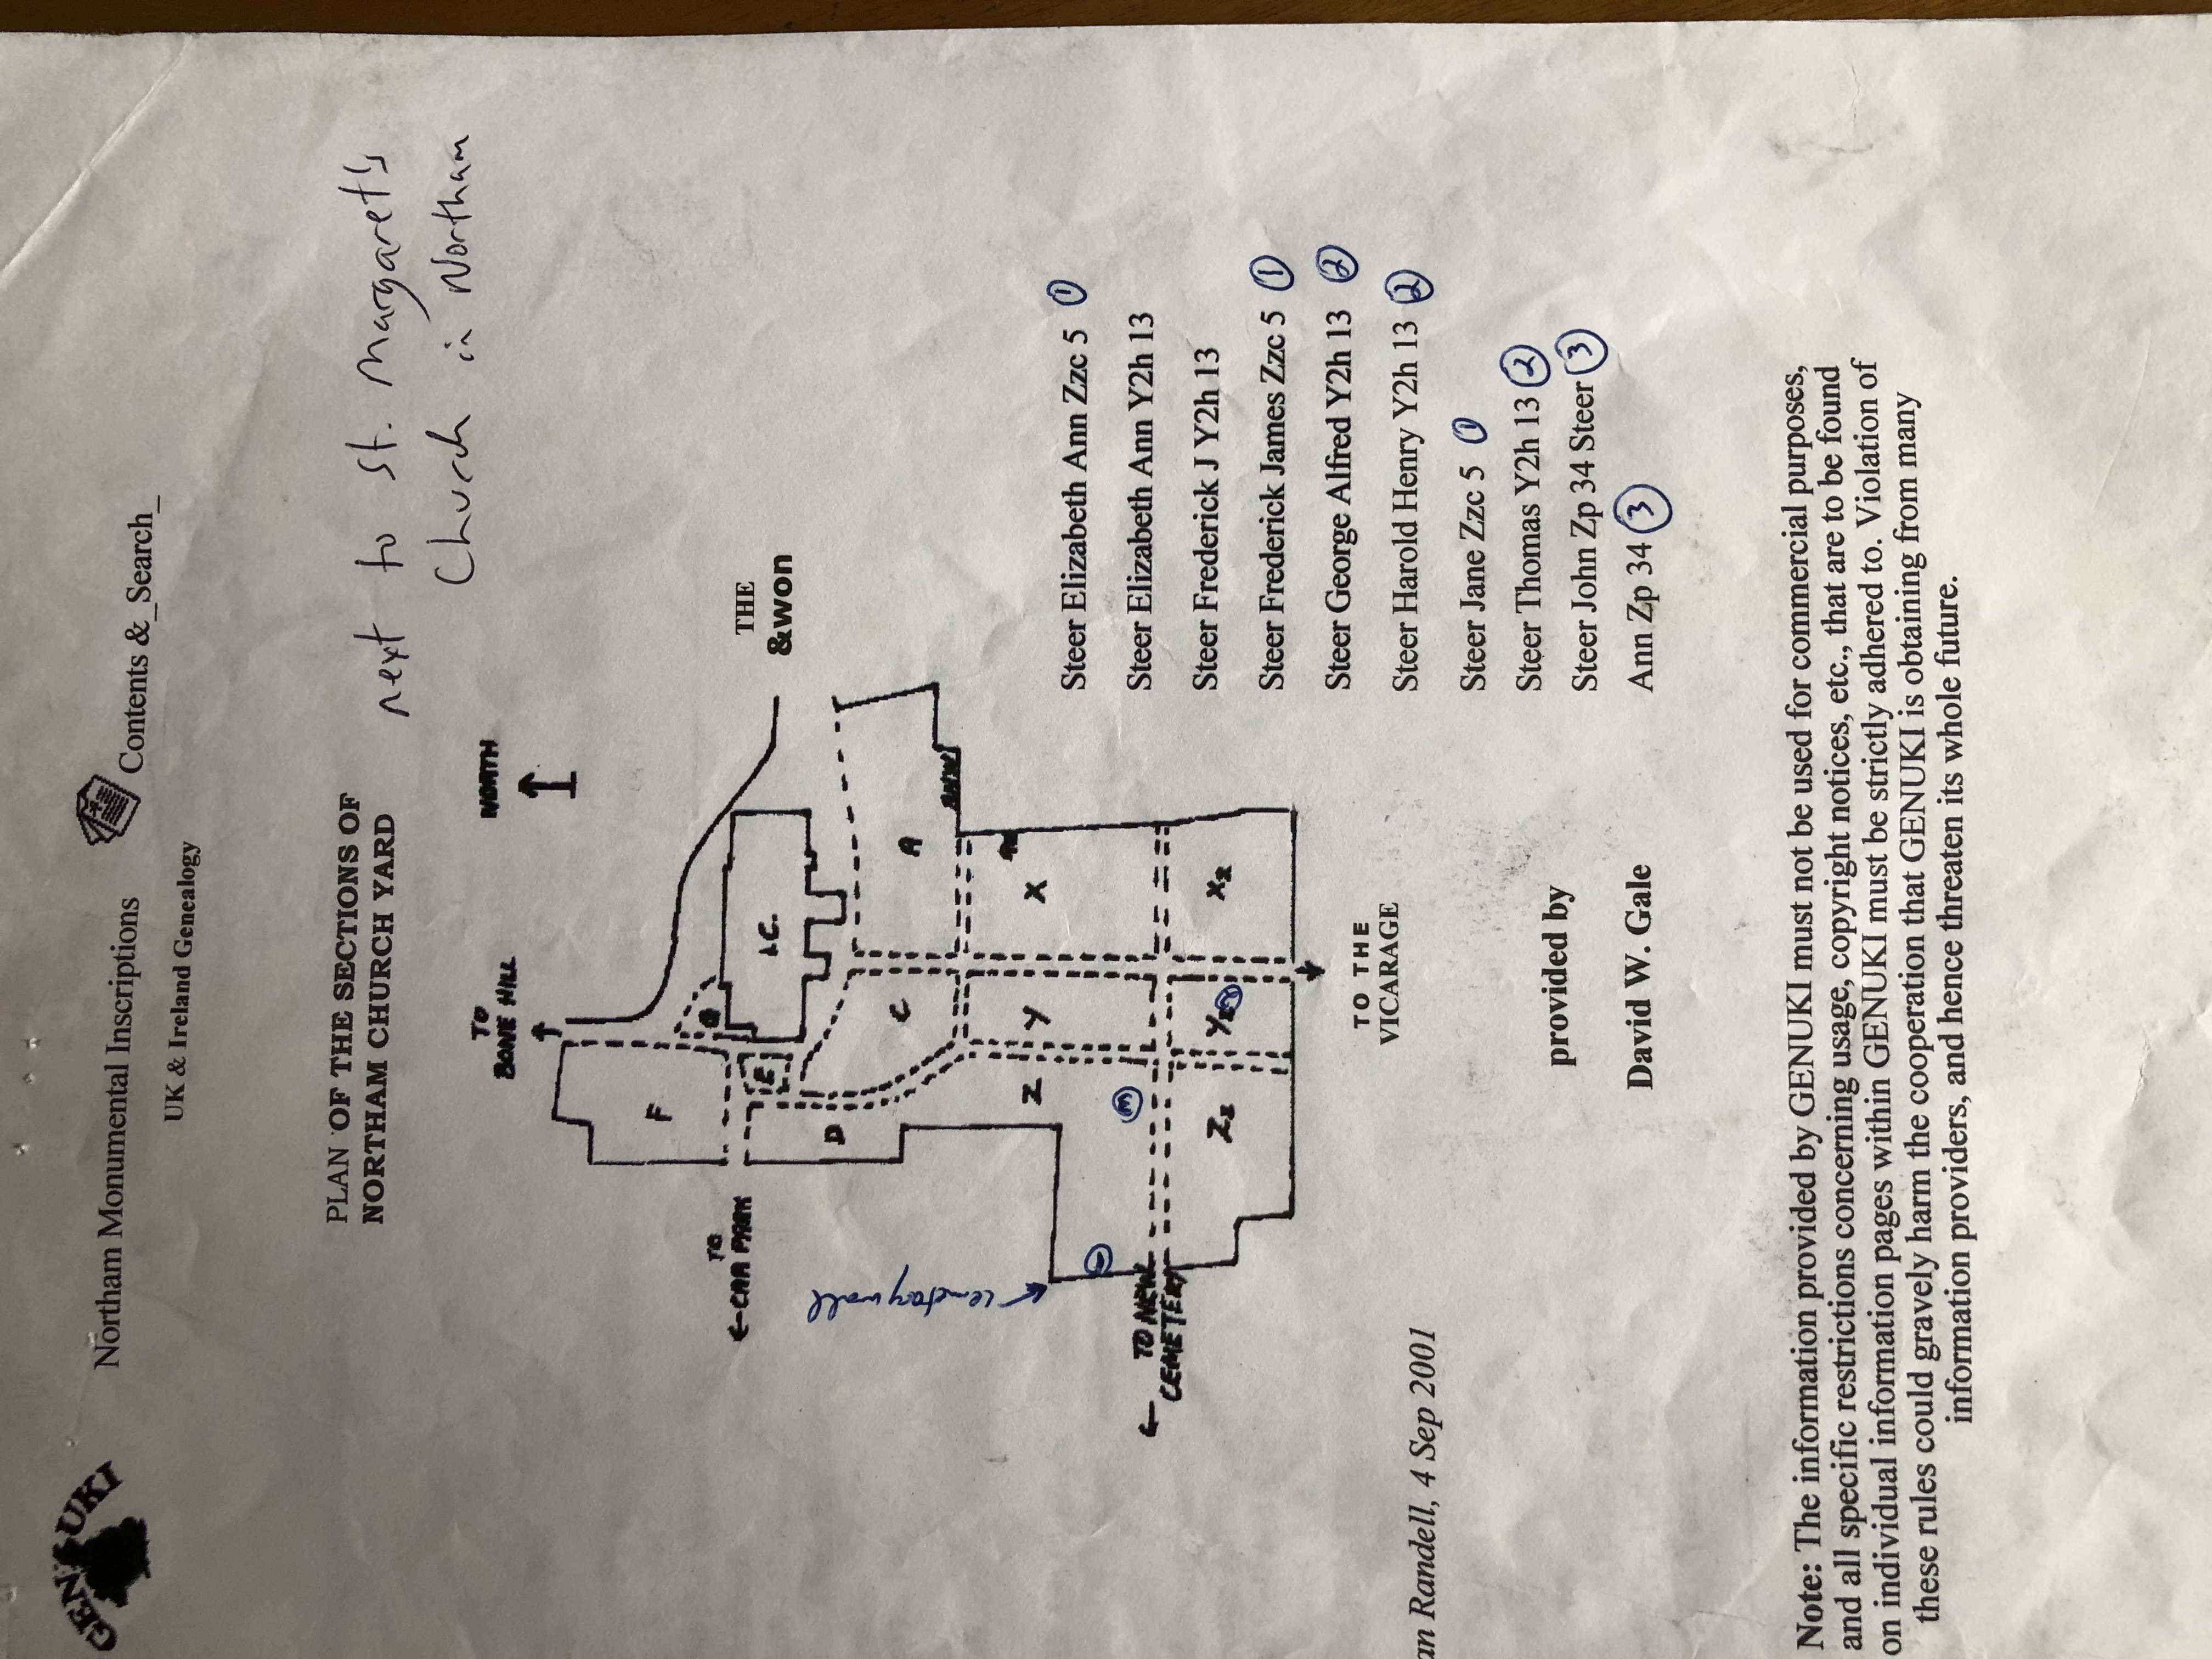 GENUKI
Northam Monumental Inscriptions
Contents &_Search_
UK & Ireland Genealogy
PLAN OF THE SECTIONS OF
NORTHAM CHURCH YARD
next to St. Margaret's
Church in Northam
TO
BONE HILL
NORTH
F
G
TO
←CAR PARK
E
I.C.
THE
&won
D
← cemetary wall
C
A
Z
Y
X
1
3
← TO NEW
CEMETERY
Z2
Y2
2
X2
TO THE
VICARAGE
Steer Elizabeth Ann Zzc 5 1
Steer Elizabeth Ann Y2h 13
Steer Frederick J Y2h 13
Steer Frederick James Zzc 5 1
Steer George Alfred Y2h 13 2
Steer Harold Henry Y2h 13 2
Steer Jane Zzc 5 1
Steer Thomas Y2h 13 2
Steer John Zp 34 Steer 3
Ann Zp 34 3
an Randell, 4 Sep 2001
provided by
David W. Gale
Note: The information provided by GENUKI must not be used for commercial purposes,
and all specific restrictions concerning usage, copyright notices, etc., that are to be found
on individual information pages within GENUKI must be strictly adhered to. Violation of
these rules could gravely harm the cooperation that GENUKI is obtaining from many
information providers, and hence threaten its whole future.